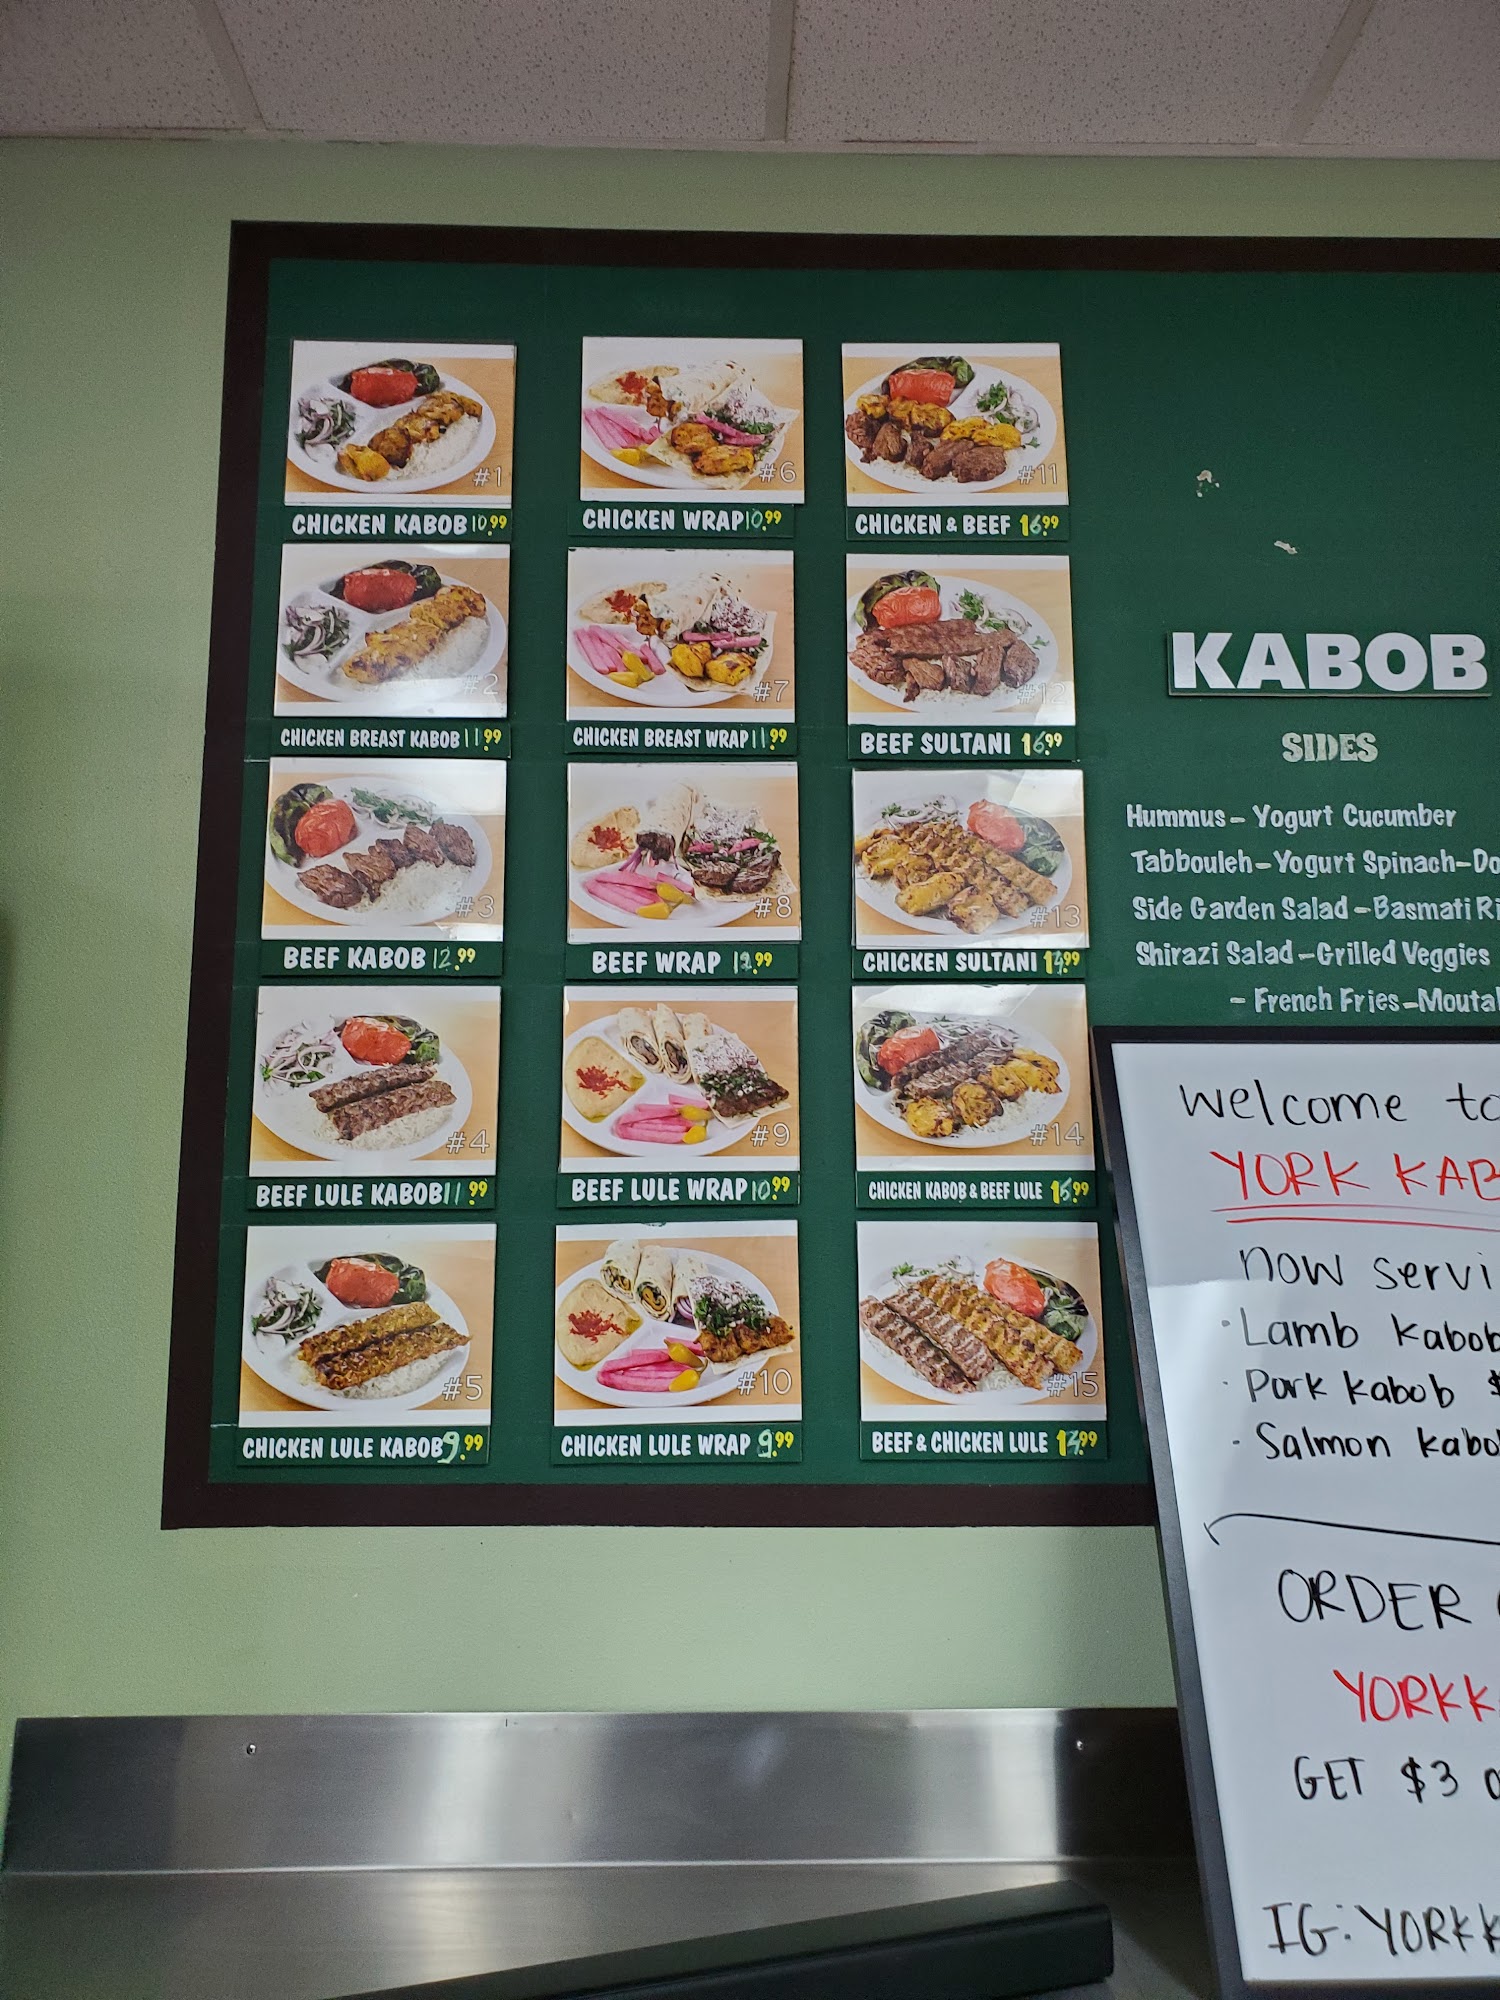 #1
CHICKEN KABOB 10.99
#2
CHICKEN BREAST KABOB 11.99
#3
BEEF KABOB 12.99
#4
BEEF LULE KABOB 11.99
#5
CHICKEN LULE KABOB 9.99
#6
CHICKEN WRAP 10.99
#7
CHICKEN BREAST WRAP 11.99
#8
BEEF WRAP 12.99
#9
BEEF LULE WRAP 10.99
#10
CHICKEN LULE WRAP 9.99
#11
CHICKEN & BEEF 16.99
#12
BEEF SULTANI 16.99
#13
CHICKEN SULTANI
#14
CHICKEN KABOB & BEEF LULE 15.99
#15
BEEF & CHICKEN LULE
KABOB
SIDES
Hummus - Yogurt Cucumber
Tabbouleh - Yogurt Spinach -
Side Garden Salad - Basmati
Shirazi Salad - Grilled Veggies
- French Fries -
Welcome to
YORK
NOW
• Lamb Kabob
• Pork Kabob $
• Salmon
ORDER
GET $3
IG: